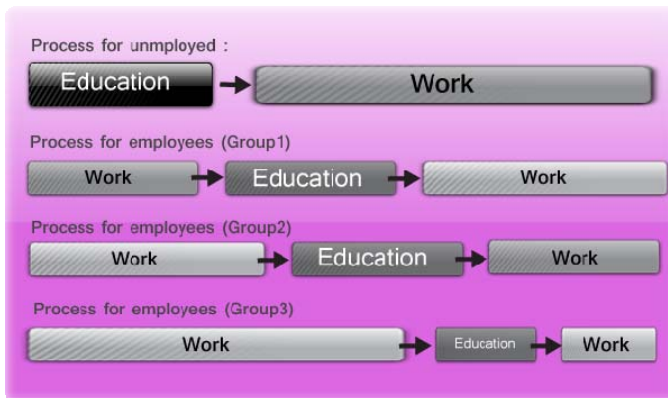 Process for unmployed :
Education Work
Process for employees (Group1)
Work Education Work
Process for employees (Group2)
Work Education Work
Process for employees (Group3)
Work Education Work